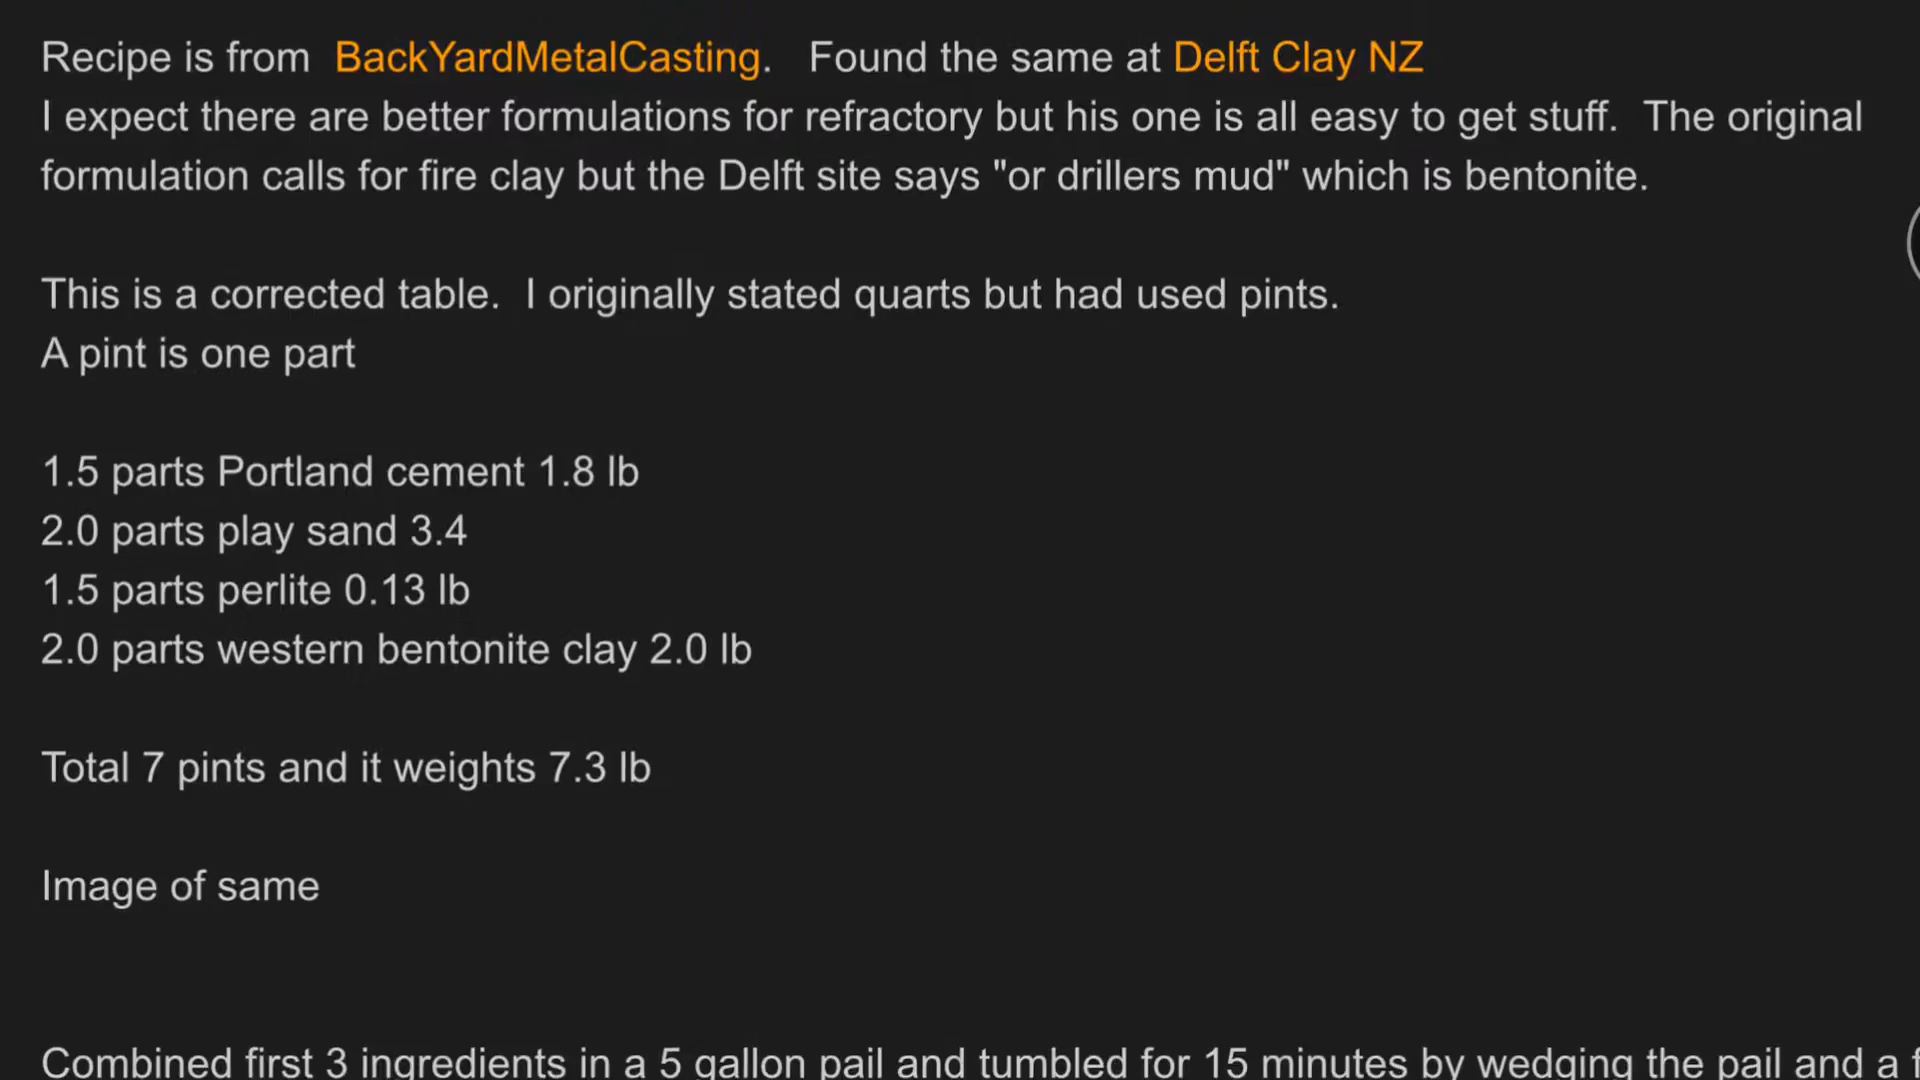 Recipe is from BackYardMetalCasting. Found the same at Delft Clay NZ
I expect there are better formulations for refractory but his one is all easy to get stuff. The original
formulation calls for fire clay but the Delft site says "or drillers mud" which is bentonite.
This is a corrected table. I originally stated quarts but had used pints.
A pint is one part
1.5 parts Portland cement 1.8 lb
2.0 parts play sand 3.4
1.5 parts perlite 0.13 lb
2.0 parts western bentonite clay 2.0 lb
Total 7 pints and it weights 7.3 lb
Image of same
Combined first 3 ingredients in a 5 gallon pail and tumbled for 15 minutes by wedging the pail and a